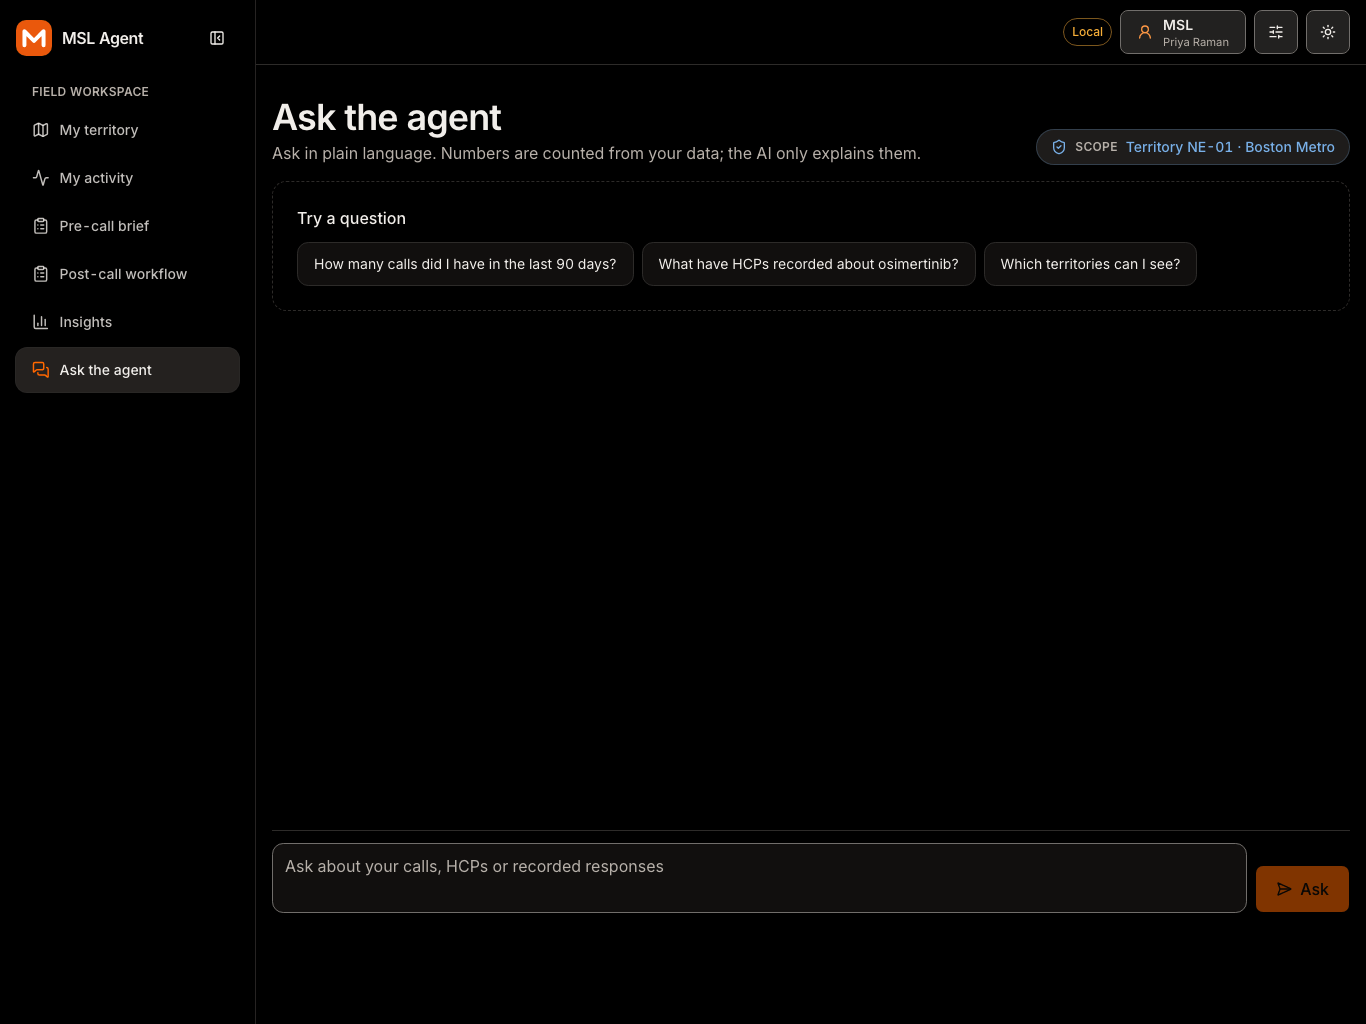 MSL Agent
FIELD WORKSPACE
My territory
My activity
Pre-call brief
Post-call workflow
Insights
Ask the agent
Local
MSL
Priya Raman
Ask the agent
Ask in plain language. Numbers are counted from your data; the AI only explains them.
SCOPE Territory NE-01 · Boston Metro
Try a question
How many calls did I have in the last 90 days?
What have HCPs recorded about osimertinib?
Which territories can I see?
Ask about your calls, HCPs or recorded responses
Ask